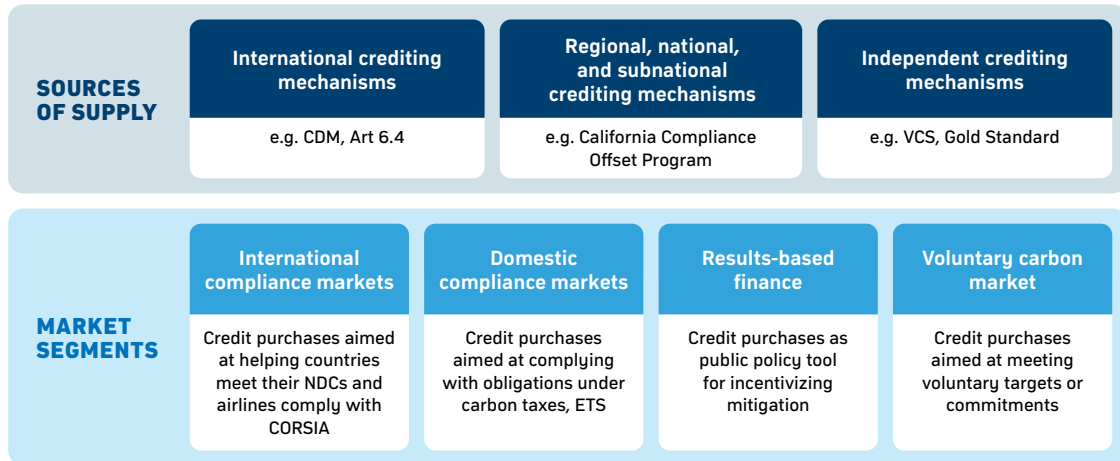 SOURCES
OF SUPPLY
International crediting
mechanisms
e.g. CDM, Art 6.4
Regional, national,
and subnational
crediting mechanisms
e.g. California Compliance
Offset Program
Independent crediting
mechanisms
e.g. VCS, Gold Standard
MARKET
SEGMENTS
International
compliance markets
Credit purchases aimed
at helping countries
meet their NDCs and
airlines comply with
CORSIA
Domestic
compliance markets
Credit purchases
aimed at complying
with obligations under
carbon taxes, ETS
Results-based
finance
Credit purchases as
public policy tool
for incentivizing
mitigation
Voluntary carbon
market
Credit purchases
aimed at meeting
voluntary targets or
commitments